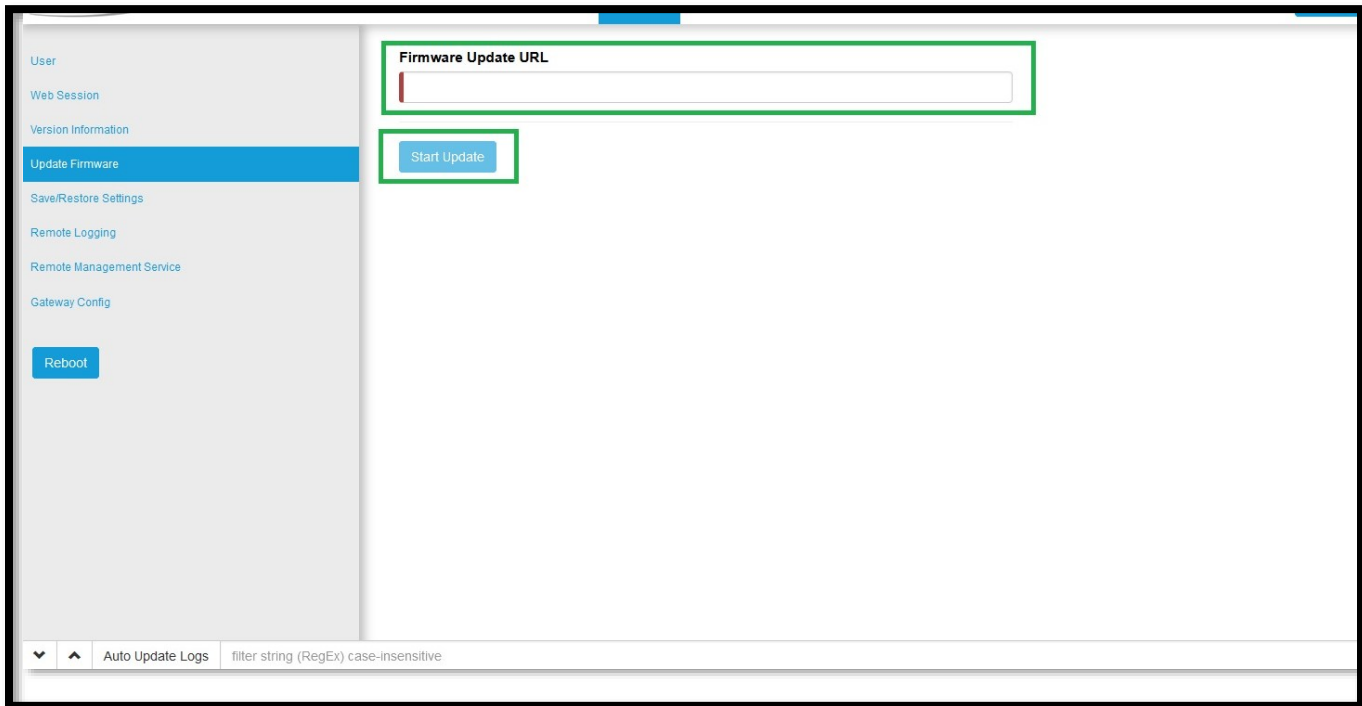 User
Web Session
Version Information
Update Firmware
Save/Restore Settings
Remote Logging
Remote Management Service
Gateway Config
Reboot
Firmware Update URL
Start Update
Auto Update Logs
filter string (RegEx) case-insensitive